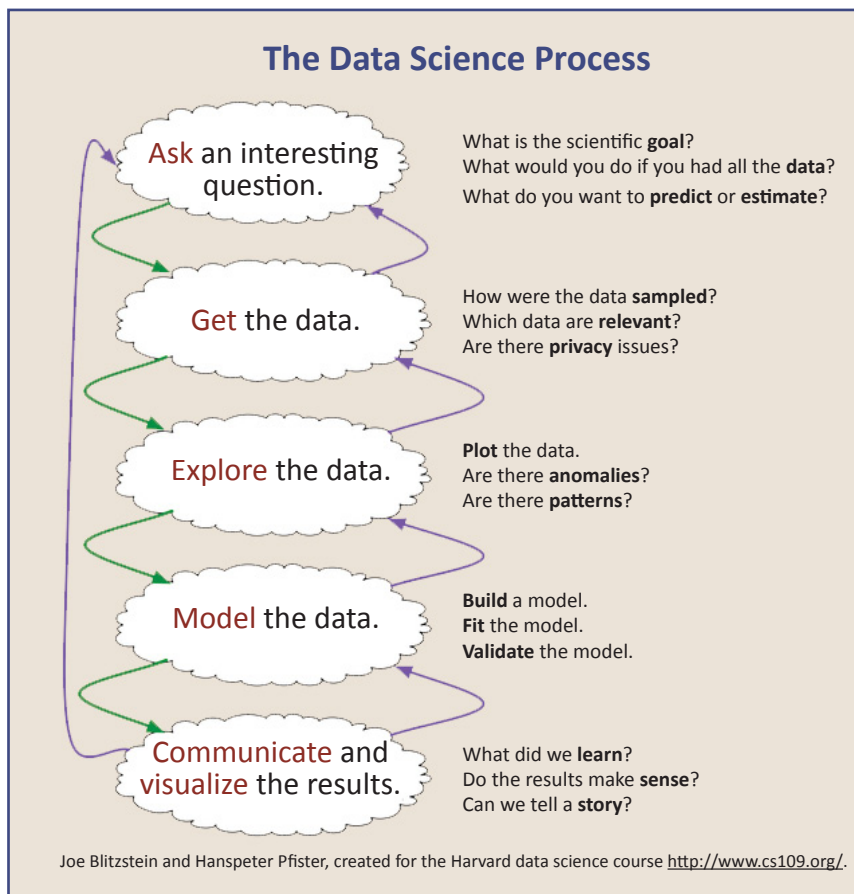 The Data Science Process
Ask an interesting
question.
What is the scientific goal?
What would you do if you had all the data?
What do you want to predict or estimate?
Get the data.
How were the data sampled?
Which data are relevant?
Are there privacy issues?
Explore the data.
Plot the data.
Are there anomalies?
Are there patterns?
Model the data.
Build a model.
Fit the model.
Validate the model.
Communicate and
visualize the results.
What did we learn?
Do the results make sense?
Can we tell a story?
Joe Blitzstein and Hanspeter Pfister, created for the Harvard data science course http://www.cs109.org/.